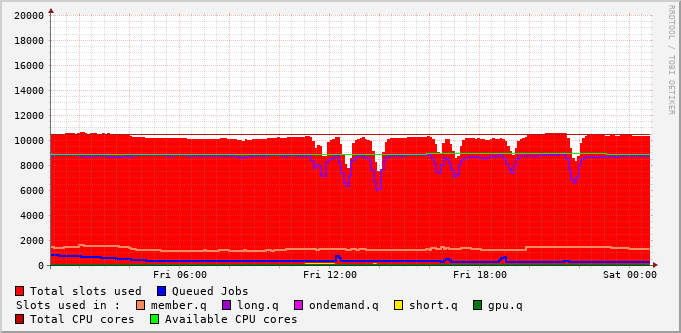 20000
18000
16000
14000
12000
10000
8000
6000
4000
2000
0
Fri 06:00 Fri 12:00 Fri 18:00 Sat 00:00
RRDTOOL / TOBI OETIKER
Total slots used Queued Jobs
Slots used in : member.q long.q ondemand.q short.q gpu.q
Total CPU cores Available CPU cores